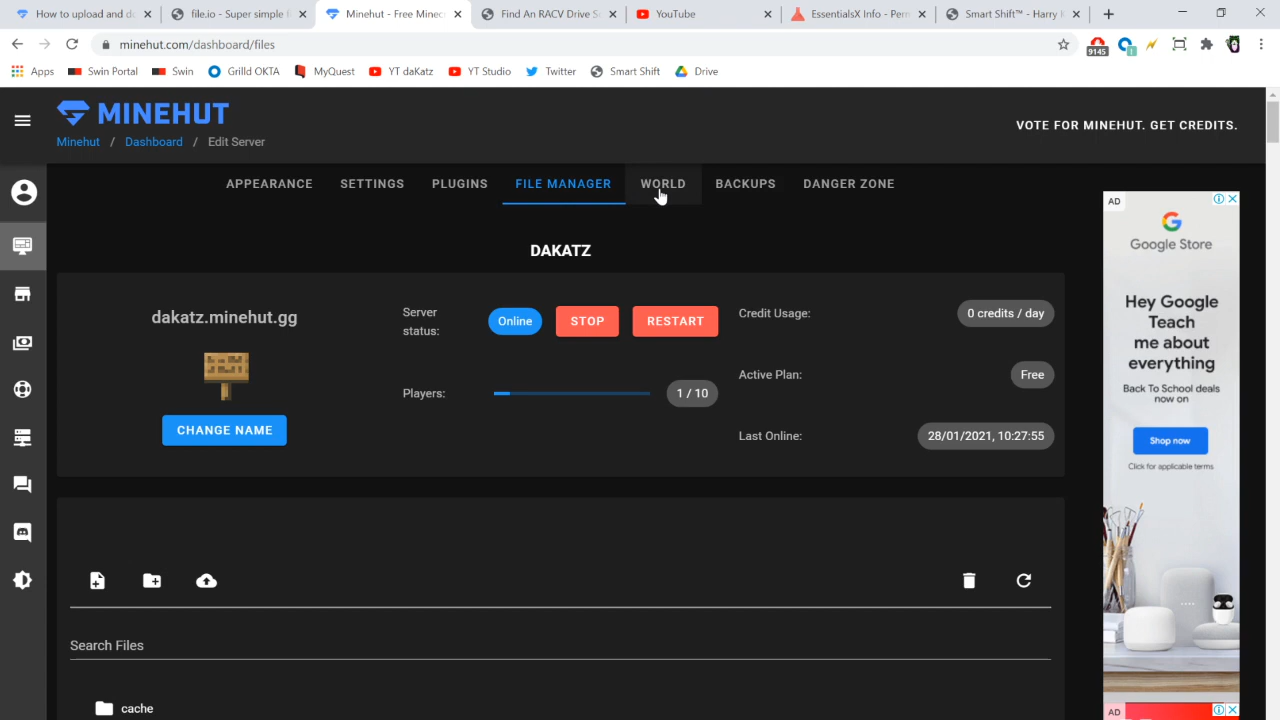 How to upload and do
file.io - Super simple fi
Minehut - Free Minec
Find An RACV Drive S
YouTube
EssentialsX Info - Perm
Smart Shift™ - Harry
minehut.com/dashboard/files
9145
1
Apps
Swin Portal
Swin
Grilld OKTA
MyQuest
YT daKatz
YT Studio
Twitter
Smart Shift
Drive
MINEHUT
Minehut / Dashboard / Edit Server
VOTE FOR MINEHUT. GET CREDITS.
APPEARANCE
SETTINGS
PLUGINS
FILE MANAGER
WORLD
BACKUPS
DANGER ZONE
DAKATZ
dakatz.minehut.gg
CHANGE NAME
Server
status:
Online
STOP
RESTART
Players:
1 / 10
Credit Usage:
0 credits / day
Active Plan:
Free
Last Online:
28/01/2021, 10:27:55
Search Files
cache
AD
Google Store
Hey Google
Teach
me about
everything
Back To School deals
now on
Shop now
Click for applicable terms.
AD